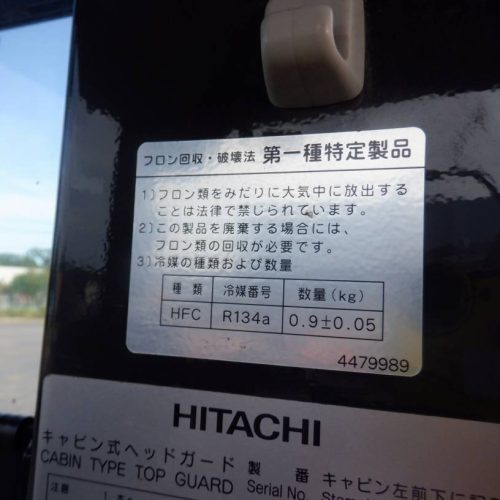 フロン回収・破壊法 第一種特定製品
1)フロン類をみだりに大気中に放出する
ことは法律で禁じられています。
2)この製品を廃棄する場合には、
フロン類の回収が必要です。
3)冷媒の種類および数量
種類 冷媒番号 数量(kg)
HFC R134a 0.9±0.05
4479989
HITACHI
キャビン式ヘッドガード 製番 キャビン左前下に
CABIN TYPE TOP GUARD Serial No.
注意